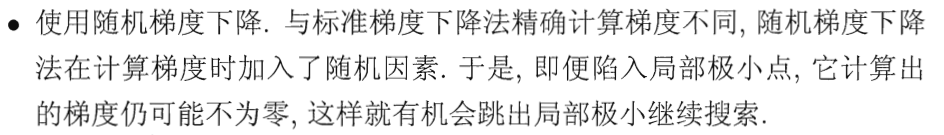 ● 使用随机梯度下降. 与标准梯度下降法精确计算梯度不同, 随机梯度下降
法在计算梯度时加入了随机因素. 于是, 即便陷入局部极小点, 它计算出
的梯度仍可能不为零, 这样就有机会跳出局部极小继续搜索.